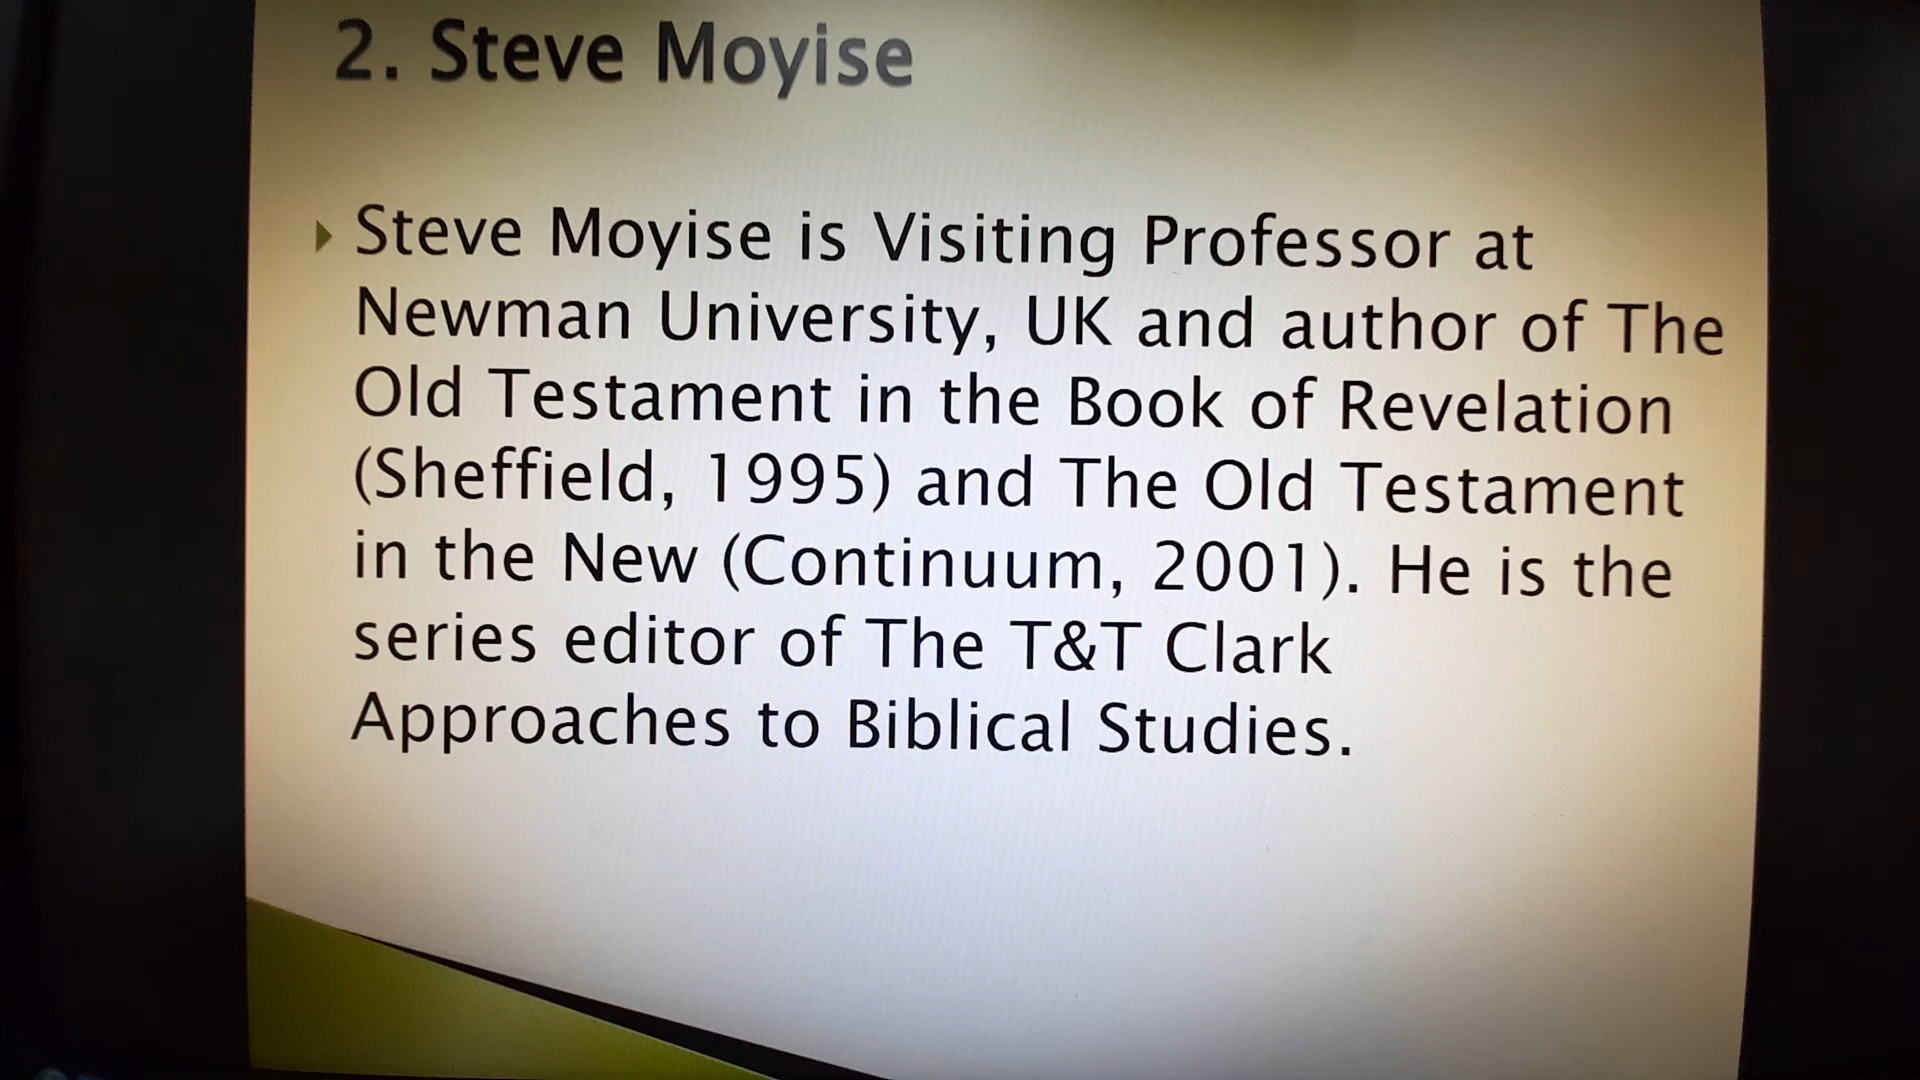 2. Steve Moyise
Steve Moyise is Visiting Professor at
Newman University, UK and author of The
Old Testament in the Book of Revelation
(Sheffield, 1995) and The Old Testament
in the New (Continuum, 2001). He is the
series editor of The T&T Clark
Approaches to Biblical Studies.